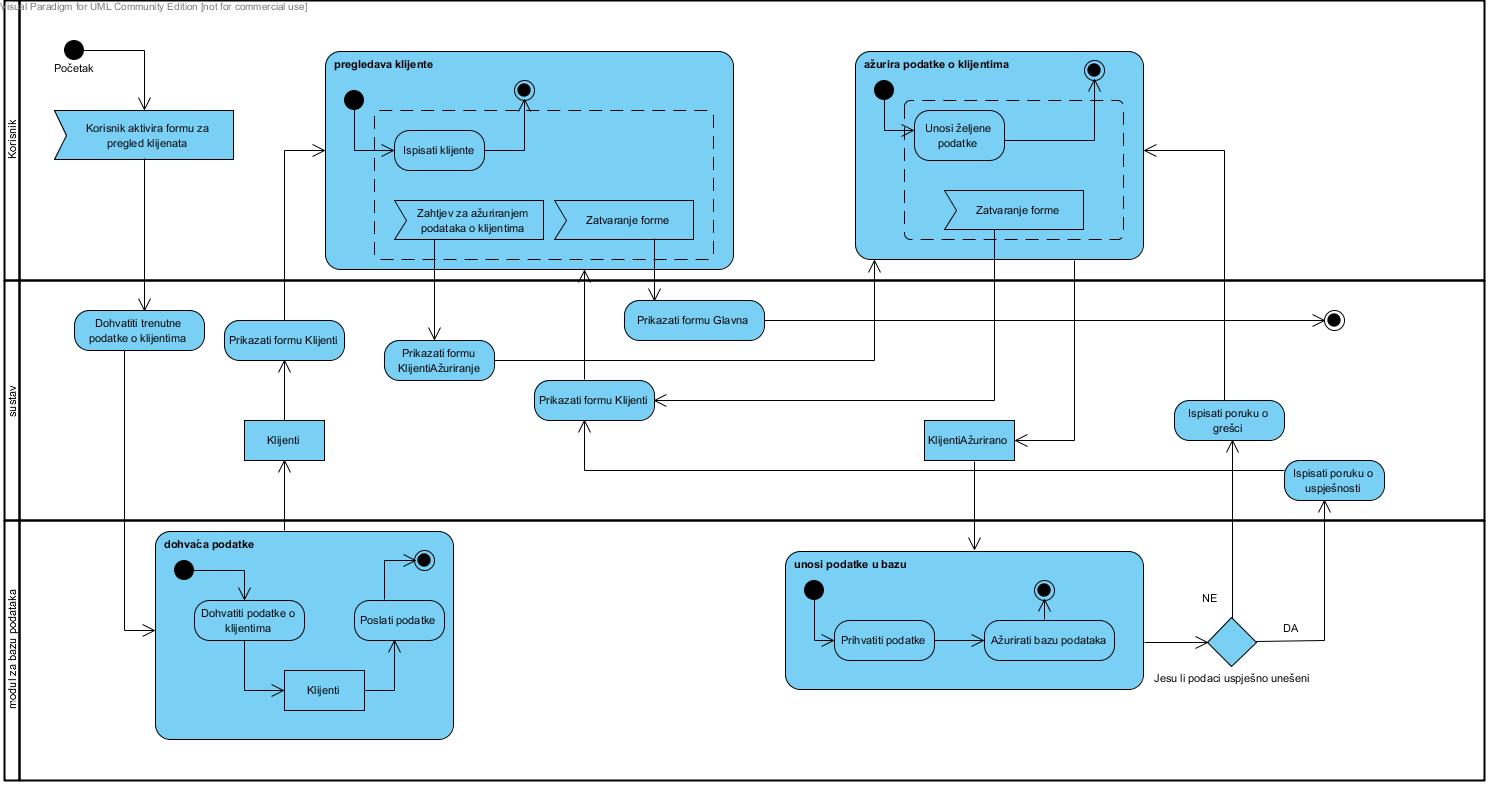 Visual Paradigm for UML Community Edition [not for commercial use]
Korisnik
Početak
Korisnik aktivira formu za
pregled klijenata
pregledava klijente
Ispisati klijente
Zahtjev za ažuriranjem
podataka o klijentima
Zatvaranje forme
ažurira podatke o klijentima
Unosi željene
podatke
Zatvaranje forme
sustav
Dohvatiti trenutne
podatke o klijentima
Prikazati formu Klijenti
Prikazati formu
KlijentiAžuriranje
Prikazati formu Glavna
Prikazati formu Klijenti
Klijenti
KlijentiAžurirano
Ispisati poruku o
grešci
Ispisati poruku o
uspješnosti
modul za bazu podataka
dohvaća podatke
Dohvatiti podatke o
klijentima
Poslati podatke
Klijenti
unosi podatke u bazu
Prihvatiti podatke
Ažurirati bazu podataka
NE
DA
Jesu li podaci uspješno unešeni